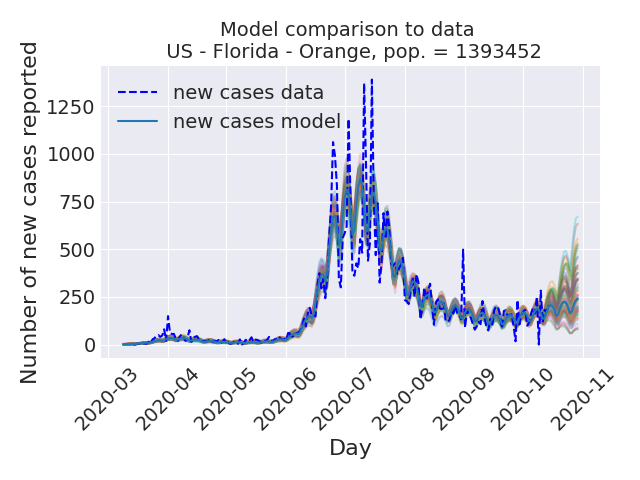 Model comparison to data
US - Florida - Orange, pop. = 1393452
Number of new cases reported
1250
1000
750
500
250
0
new cases data
new cases model
2020-03
2020-04
2020-05
2020-06
2020-07
2020-08
2020-09
2020-10
2020-11
Day